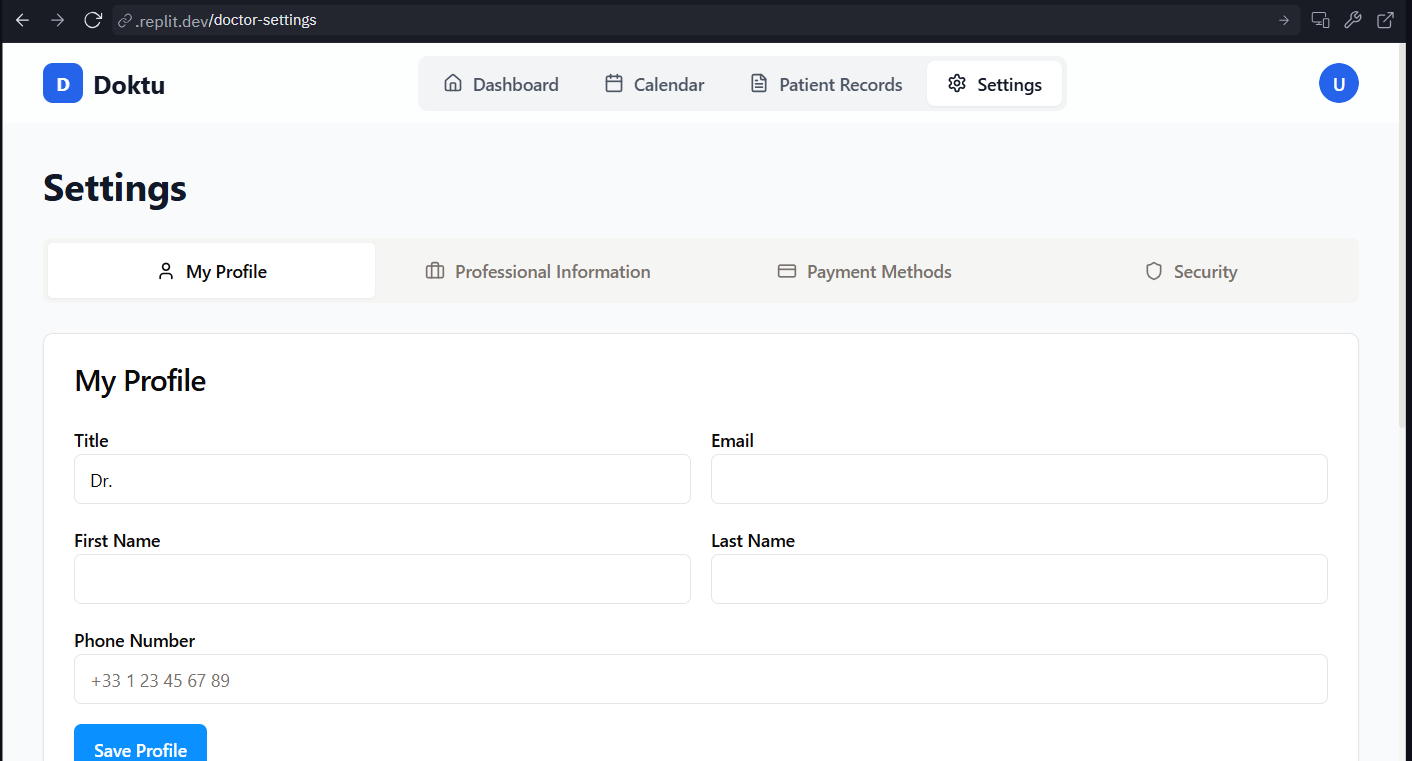 .replit.dev/doctor-settings
D Doktu Dashboard Calendar Patient Records Settings U
Settings
My Profile Professional Information Payment Methods Security
My Profile
Title Email
Dr.
First Name Last Name
Phone Number
+33 1 23 45 67 89
Save Profile